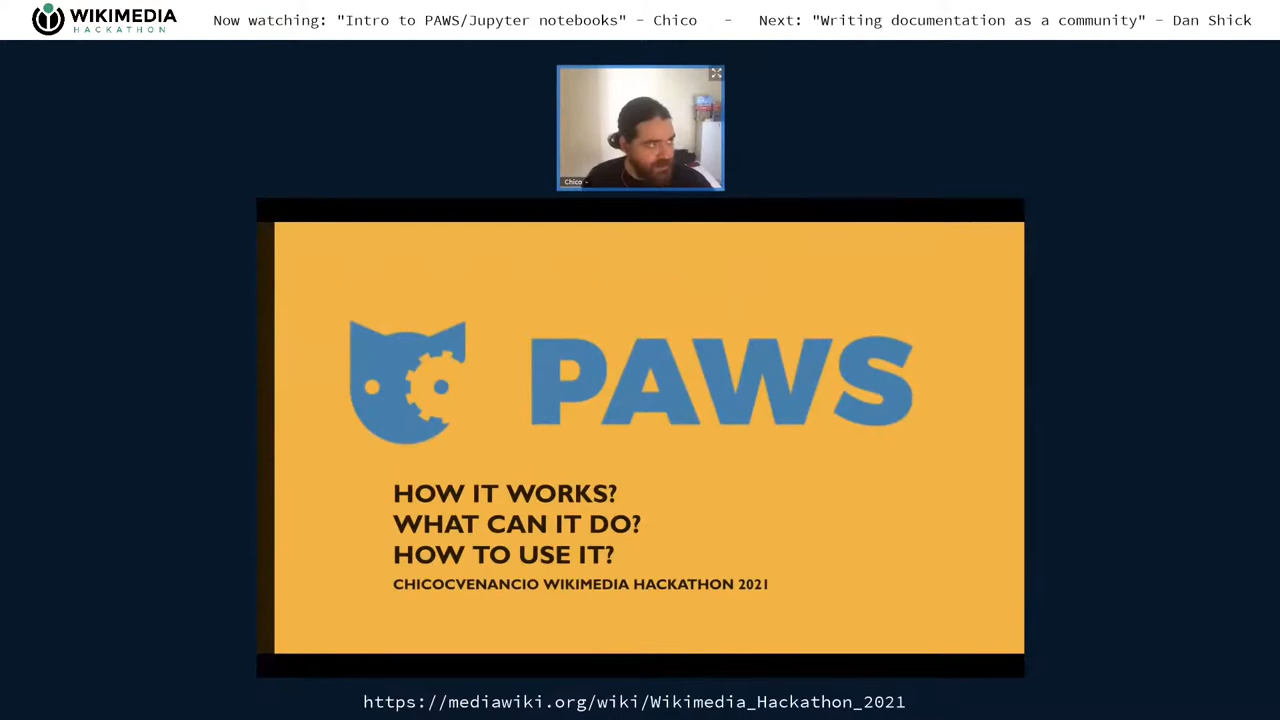 WIKIMEDIA
HACKATHON
Now watching: "Intro to PAWS/Jupyter notebooks" - Chico - Next: "Writing documentation as a community" - Dan Shick
Chico
PAWS
HOW IT WORKS?
WHAT CAN IT DO?
HOW TO USE IT?
CHICOCVENANCIO WIKIMEDIA HACKATHON 2021
https://mediawiki.org/wiki/Wikimedia_Hackathon_2021